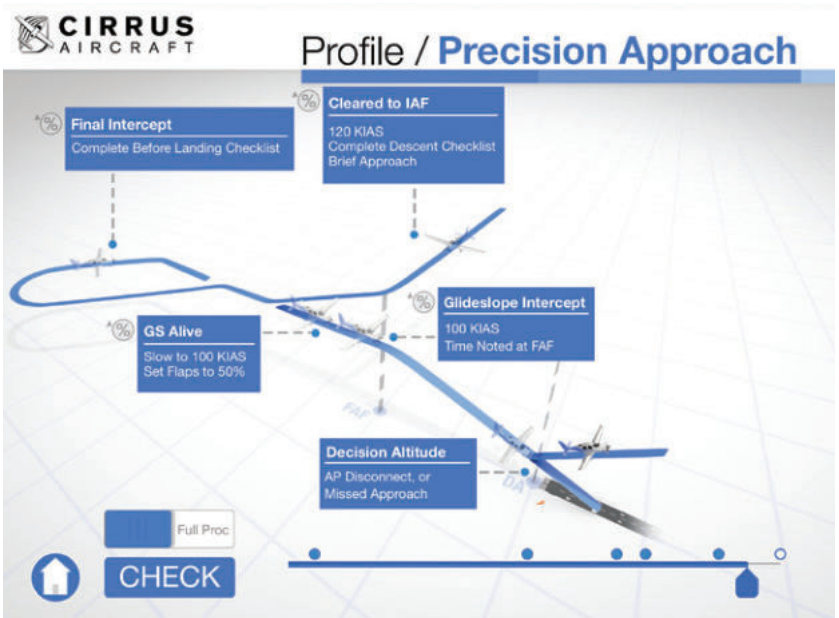 CIRRUS
AIRCRAFT
Profile / Precision Approach
Cleared to IAF
120 KIAS
Complete Descent Checklist
Brief Approach
Final Intercept
Complete Before Landing Checklist
Glideslope Intercept
100 KIAS
Time Noted at FAF
GS Alive
Slow to 100 KIAS
Set Flaps to 50%
FAF
Decision Altitude
AP Disconnect, or
Missed Approach
DA
Full Proc
CHECK